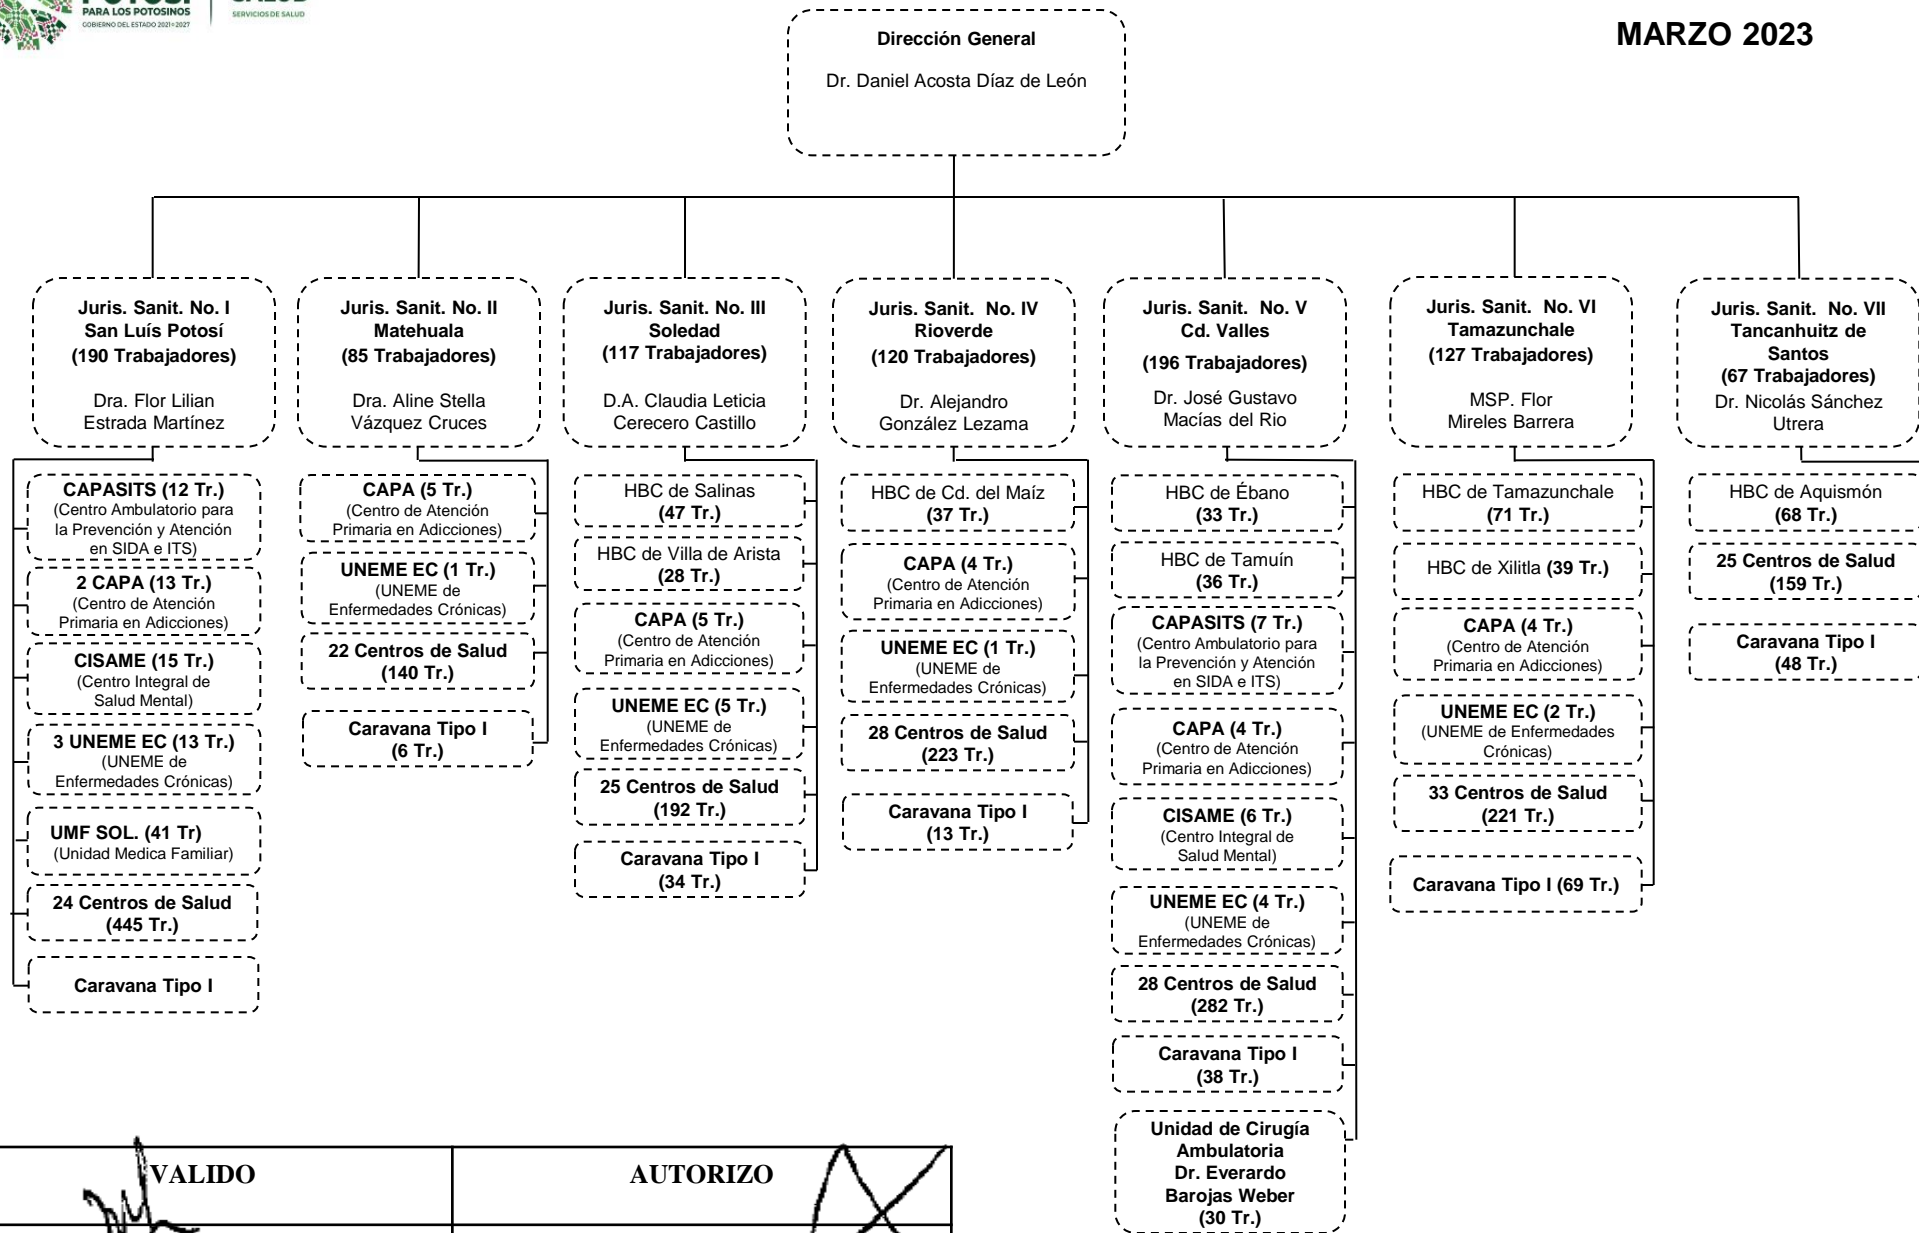 POTOSÍ
PARA LOS POTOSINOS
GOBIERNO DEL ESTADO 2021-2027
SALUD
SERVICIOS DE SALUD
MARZO 2023
Dirección General
Dr. Daniel Acosta Díaz de León
Juris. Sanit. No. I
San Luís Potosí
(190 Trabajadores)
Dra. Flor Lilian
Estrada Martínez
CAPASITS (12 Tr.)
(Centro Ambulatorio para
la Prevención y Atención
en SIDA e ITS)
2 CAPA (13 Tr.)
(Centro de Atención
Primaria en Adicciones)
CISAME (15 Tr.)
(Centro Integral de
Salud Mental)
3 UNEME EC (13 Tr.)
(UNEME de
Enfermedades Crónicas)
UMF SOL. (41 Tr)
(Unidad Medica Familiar)
24 Centros de Salud
(445 Tr.)
Caravana Tipo I
Juris. Sanit. No. II
Matehuala
(85 Trabajadores)
Dra. Aline Stella
Vázquez Cruces
CAPA (5 Tr.)
(Centro de Atención
Primaria en Adicciones)
UNEME EC (1 Tr.)
(UNEME de
Enfermedades Crónicas)
22 Centros de Salud
(140 Tr.)
Caravana Tipo I
(6 Tr.)
Juris. Sanit. No. III
Soledad
(117 Trabajadores)
D.A. Claudia Leticia
Cerecero Castillo
HBC de Salinas
(47 Tr.)
HBC de Villa de Arista
(28 Tr.)
CAPA (5 Tr.)
(Centro de Atención
Primaria en Adicciones)
UNEME EC (5 Tr.)
(UNEME de
Enfermedades Crónicas)
25 Centros de Salud
(192 Tr.)
Caravana Tipo I
(34 Tr.)
Juris. Sanit. No. IV
Rioverde
(120 Trabajadores)
Dr. Alejandro
González Lezama
HBC de Cd. del Maíz
(37 Tr.)
CAPA (4 Tr.)
(Centro de Atención
Primaria en Adicciones)
UNEME EC (1 Tr.)
(UNEME de
Enfermedades Crónicas)
28 Centros de Salud
(223 Tr.)
Caravana Tipo I
(13 Tr.)
Juris. Sanit. No. V
Cd. Valles
(196 Trabajadores)
Dr. José Gustavo
Macías del Rio
HBC de Ébano
(33 Tr.)
HBC de Tamuín
(36 Tr.)
CAPASITS (7 Tr.)
(Centro Ambulatorio para
la Prevención y Atención
en SIDA e ITS)
CAPA (4 Tr.)
(Centro de Atención
Primaria en Adicciones)
CISAME (6 Tr.)
(Centro Integral de
Salud Mental)
UNEME EC (4 Tr.)
(UNEME de
Enfermedades Crónicas)
28 Centros de Salud
(282 Tr.)
Caravana Tipo I
(38 Tr.)
Unidad de Cirugía
Ambulatoria
Dr. Everardo
Barojas Weber
(30 Tr.)
Juris. Sanit. No. VI
Tamazunchale
(127 Trabajadores)
MSP. Flor
Mireles Barrera
HBC de Tamazunchale
(71 Tr.)
HBC de Xilitla (39 Tr.)
CAPA (4 Tr.)
(Centro de Atención
Primaria en Adicciones)
UNEME EC (2 Tr.)
(UNEME de Enfermedades
Crónicas)
33 Centros de Salud
(221 Tr.)
Caravana Tipo I (69 Tr.)
Juris. Sanit. No. VII
Tancanhuitz de
Santos
(67 Trabajadores)
Dr. Nicolás Sánchez
Utrera
HBC de Aquismón
(68 Tr.)
25 Centros de Salud
(159 Tr.)
Caravana Tipo I
(48 Tr.)
VALIDO
AUTORIZO